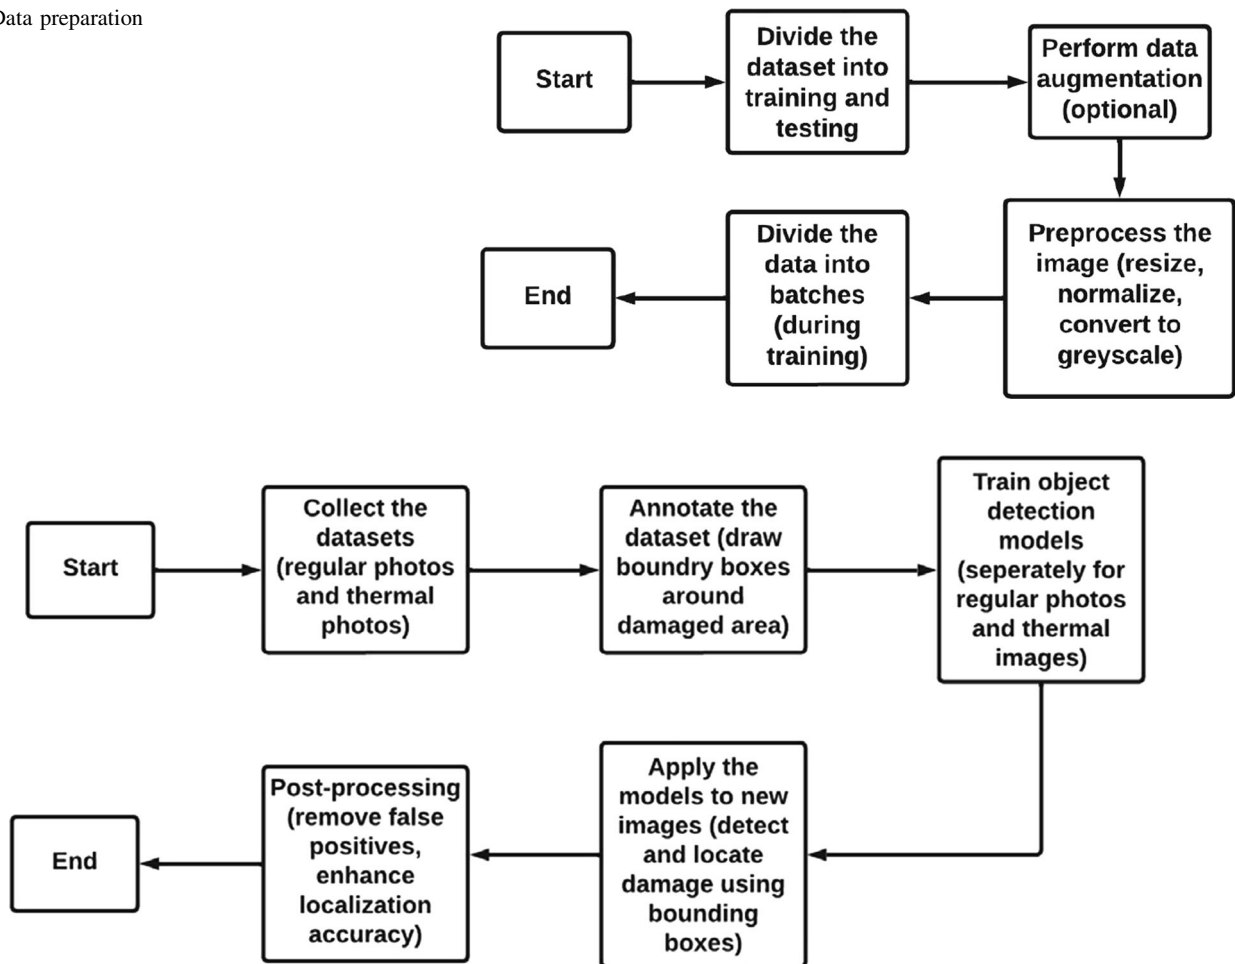 Data preparation
Start
Divide the
dataset into
training and
testing
Perform data
augmentation
(optional)
Preprocess the
image (resize,
normalize,
convert to
greyscale)
Divide the
data into
batches
(during
training)
End
Start
Collect the
datasets
(regular photos
and thermal
photos)
Annotate the
dataset (draw
boundry boxes
around
damaged area)
Train object
detection
models
(seperately for
regular photos
and thermal
images)
Apply the
models to new
images (detect
and locate
damage using
bounding
boxes)
Post-processing
(remove false
positives,
enhance
localization
accuracy)
End